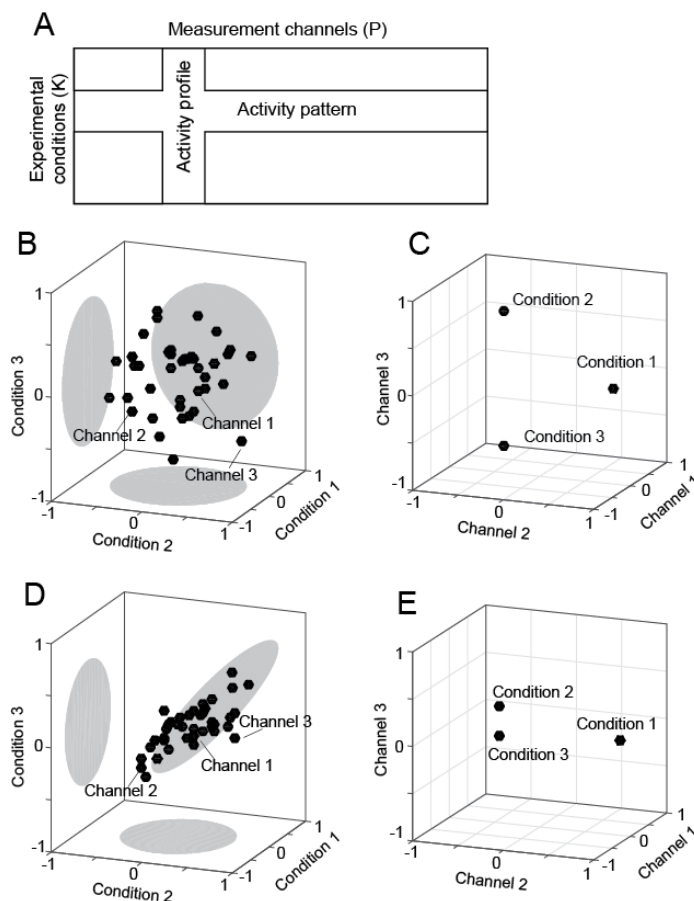 A
Measurement channels (P)
Experimental
conditions (K)
Activity profile
Activity pattern
B
1
0
-1
Condition 3
Channel 1
Channel 2
Channel 3
-1
0
1
Condition 2
-1
0
1
Condition 1
C
1
0
-1
Channel 3
Condition 2
Condition 1
Condition 3
-1
0
1
Channel 2
-1
0
1
Channel 1
D
1
0
-1
Condition 3
Channel 3
Channel 1
Channel 2
-1
0
1
Condition 2
-1
0
1
Condition 1
E
1
0
-1
Channel 3
Condition 2
Condition 1
Condition 3
-1
0
1
Channel 2
-1
0
1
Channel 1